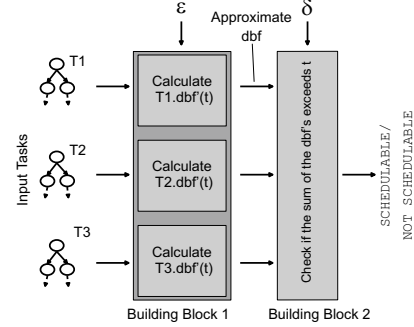 ε
δ
Approximate
dbf
T1
Calculate
T1.dbf'(t)
T2
Calculate
T2.dbf'(t)
T3
Calculate
T3.dbf'(t)
Input Tasks
Check if the sum of the dbf's exceeds t
SCHEDULABLE/
NOT SCHEDULABLE
Building Block 1
Building Block 2